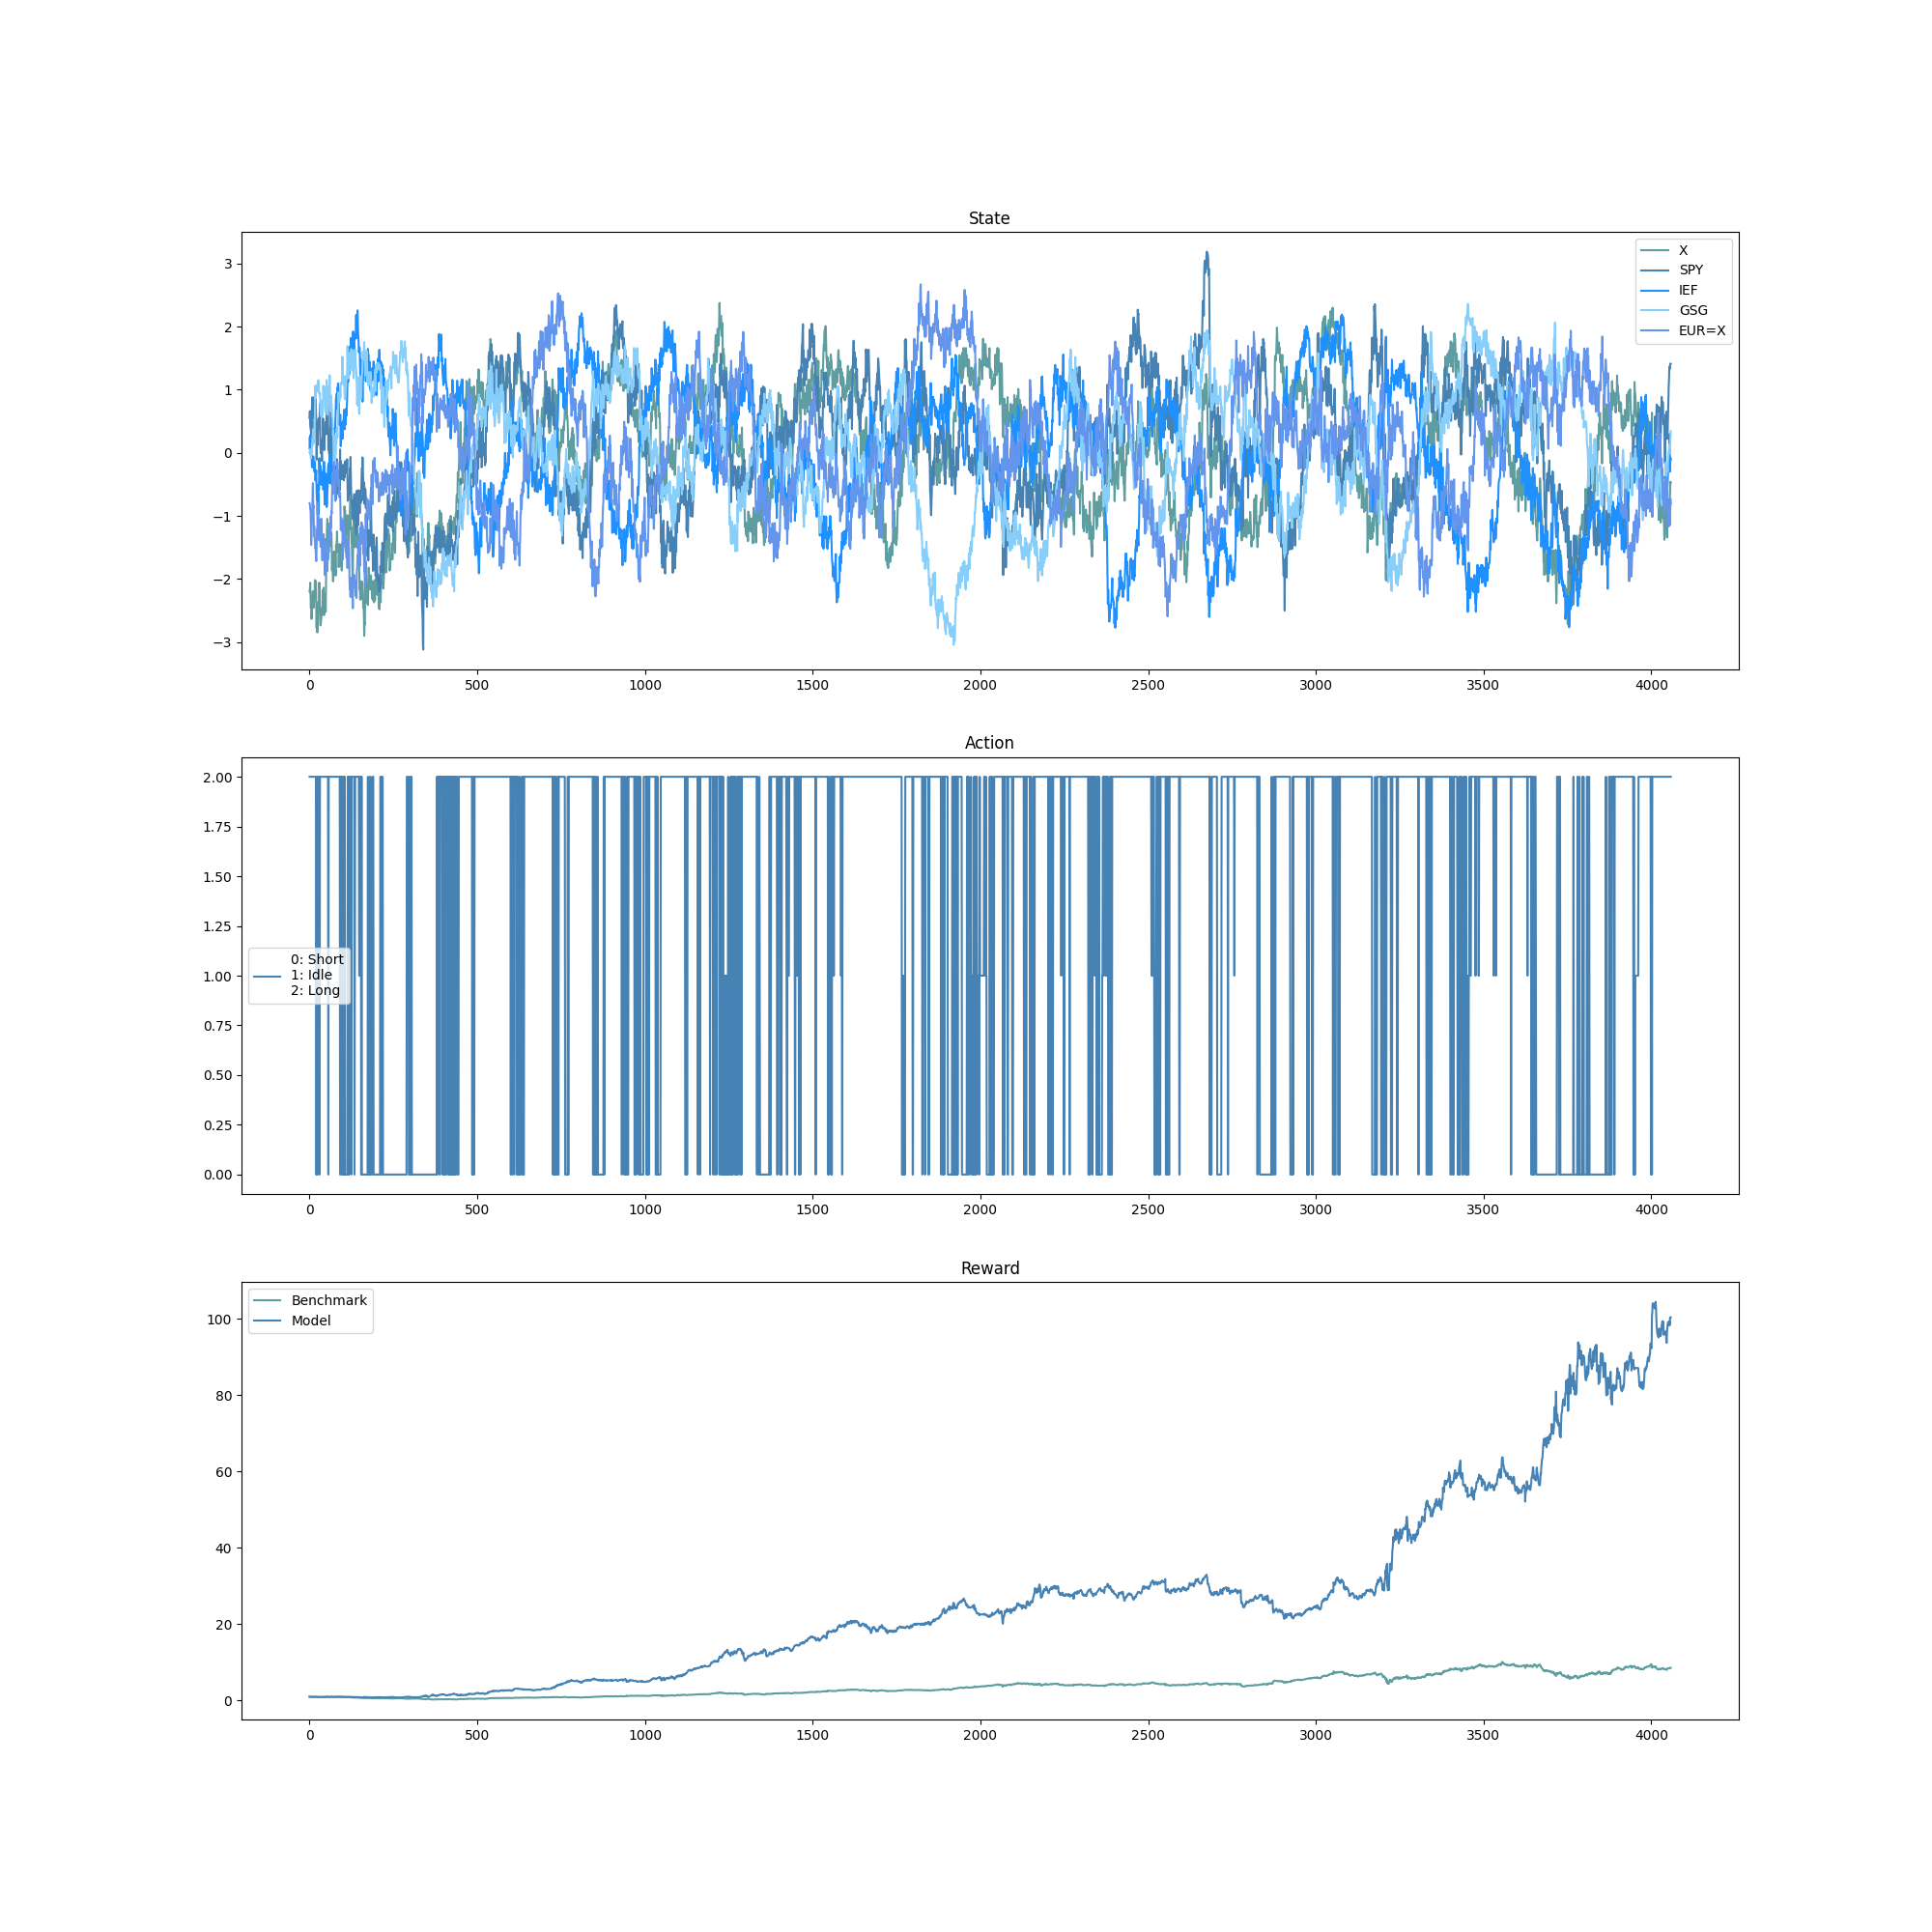 State
3
2
1
0
−1
−2
−3
X
SPY
IEF
GSG
EUR=X
0 500 1000 1500 2000 2500 3000 3500 4000
Action
2.00
1.75
1.50
1.25
1.00
0.75
0.50
0.25
0.00
0: Short
1: Idle
2: Long
0 500 1000 1500 2000 2500 3000 3500 4000
Reward
Benchmark
Model
100
80
60
40
20
0
0 500 1000 1500 2000 2500 3000 3500 4000